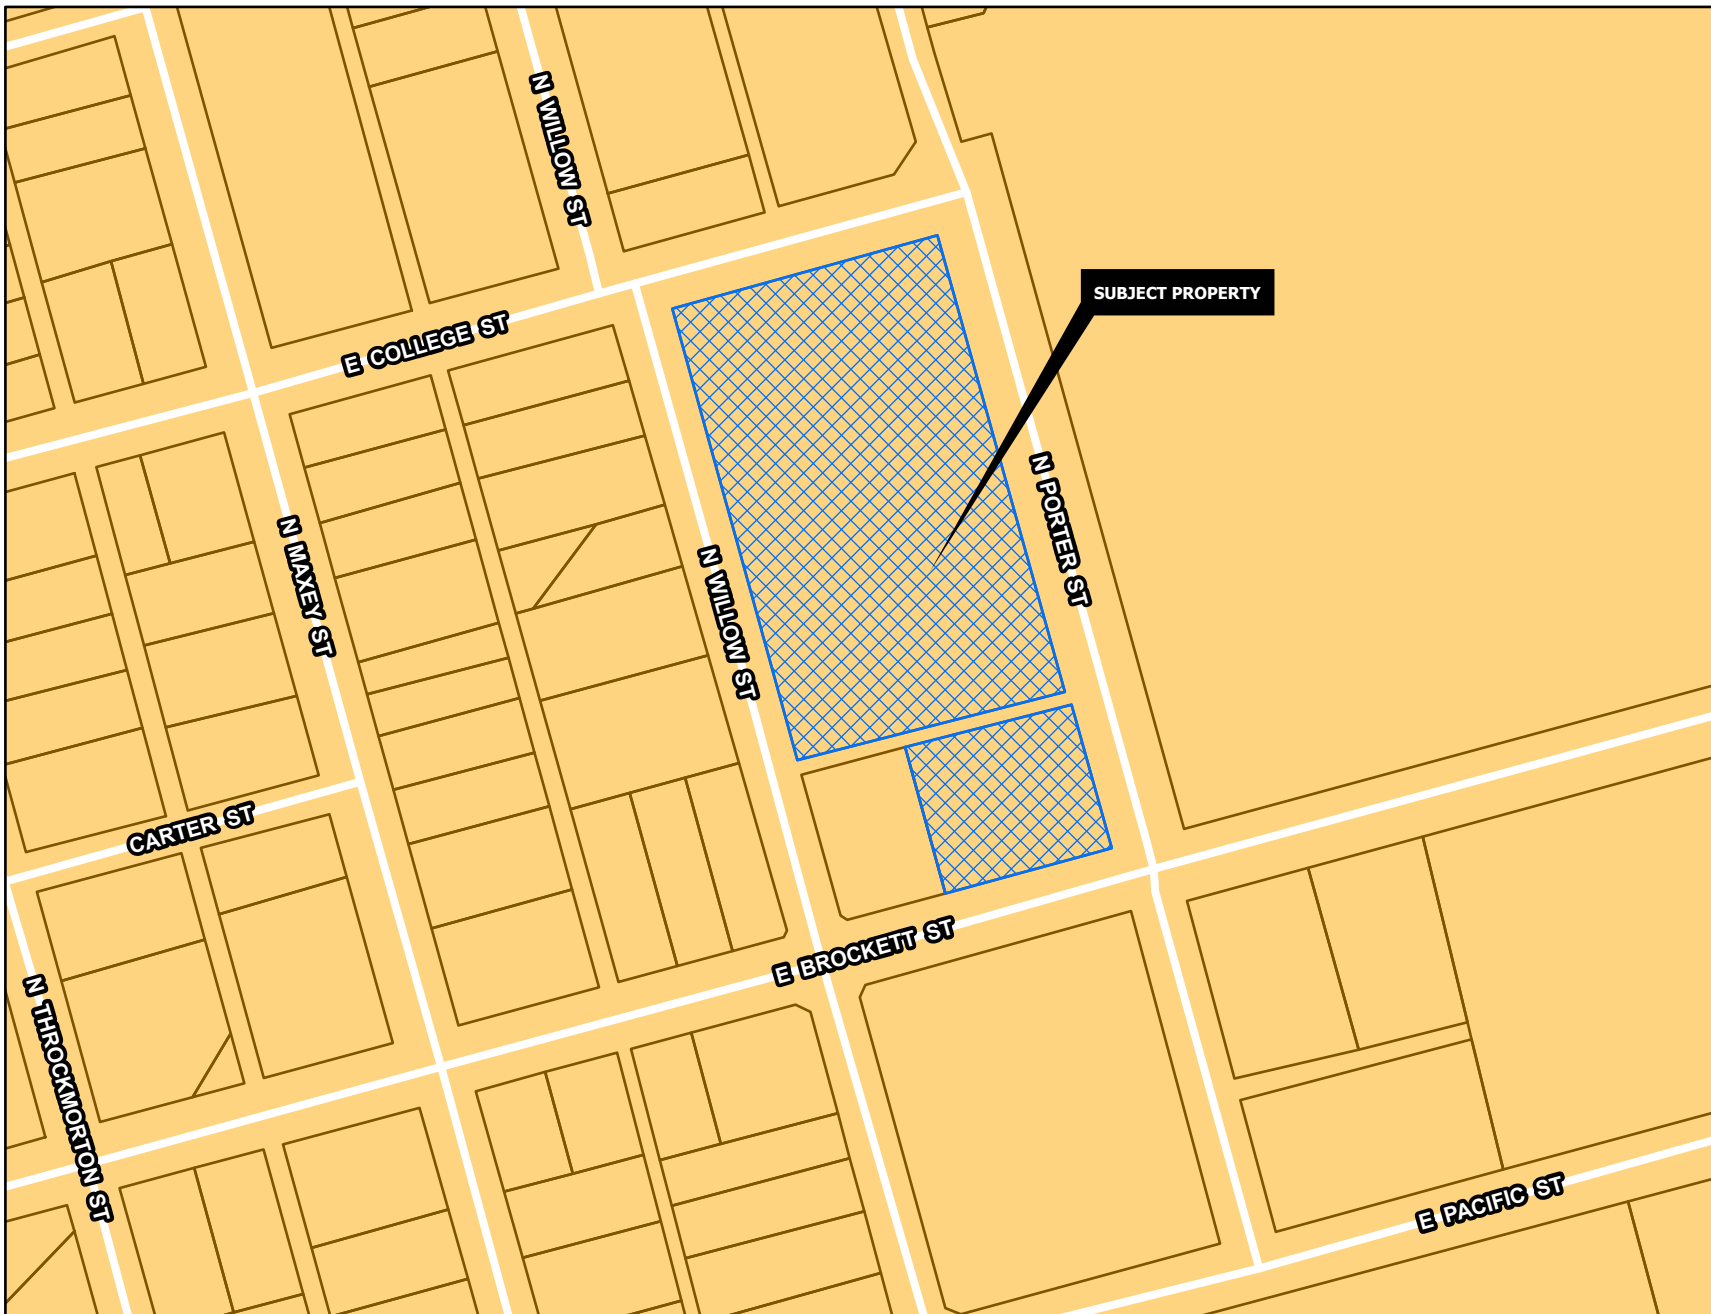 N WILLOW ST
SUBJECT PROPERTY
E COLLEGE ST
N PORTER ST
N MAXEY ST
N WILLOW ST
CARTER ST
E BROCKETT ST
N THROCKMORTON ST
E PACIFIC ST